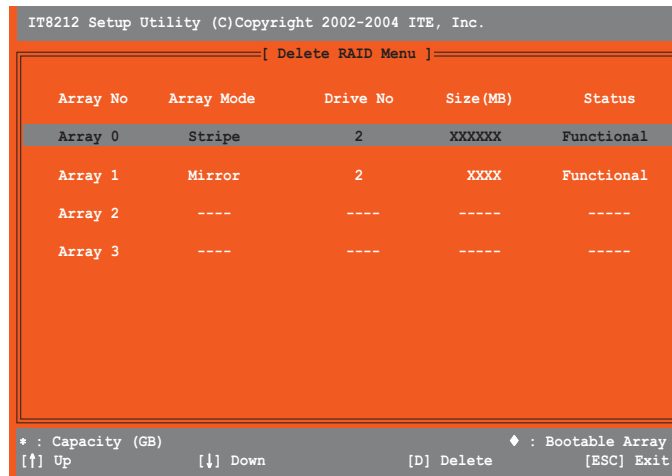 IT8212 Setup Utility (C)Copyright 2002-2004 ITE, Inc.
[ Delete RAID Menu ]
Array No Array Mode Drive No Size(MB) Status
Array 0 Stripe 2 XXXXXX Functional
Array 1 Mirror 2 XXXX Functional
Array 2 ---- ---- ----- -----
Array 3 ---- ---- ----- -----
* : Capacity (GB) ♦ : Bootable Array
[↑] Up [↓] Down [D] Delete [ESC] Exit